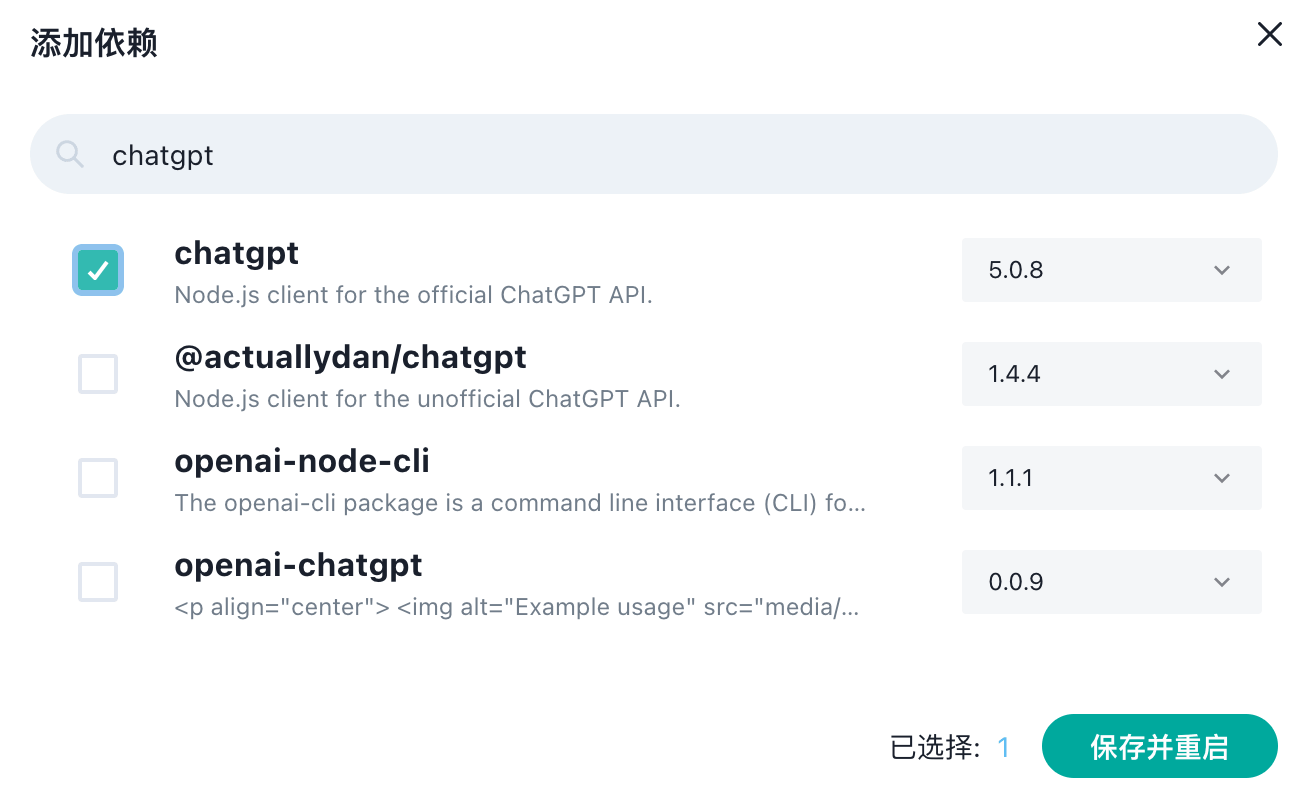 添加依赖
chatgpt
chatgpt
5.0.8
Node.js client for the official ChatGPT API.
@actuallydan/chatgpt
1.4.4
Node.js client for the unofficial ChatGPT API.
openai-node-cli
1.1.1
The openai-cli package is a command line interface (CLI) fo...
openai-chatgpt
0.0.9
<p align="center"> <img alt="Example usage" src="media/...
已选择: 1
保存并重启